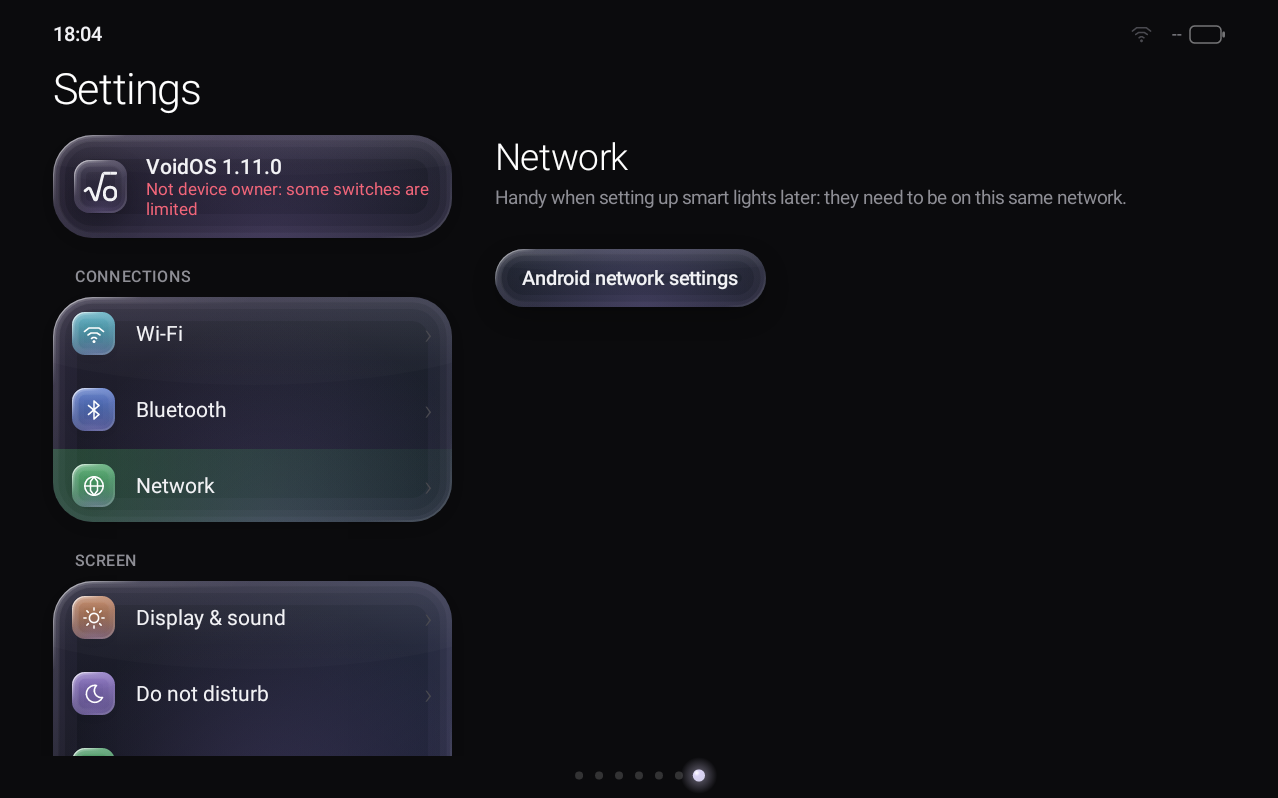 18:04
--
Settings
VoidOS 1.11.0
Not device owner: some switches are
limited
CONNECTIONS
Wi-Fi
Bluetooth
Network
SCREEN
Display & sound
Do not disturb
Network
Handy when setting up smart lights later: they need to be on this same network.
Android network settings